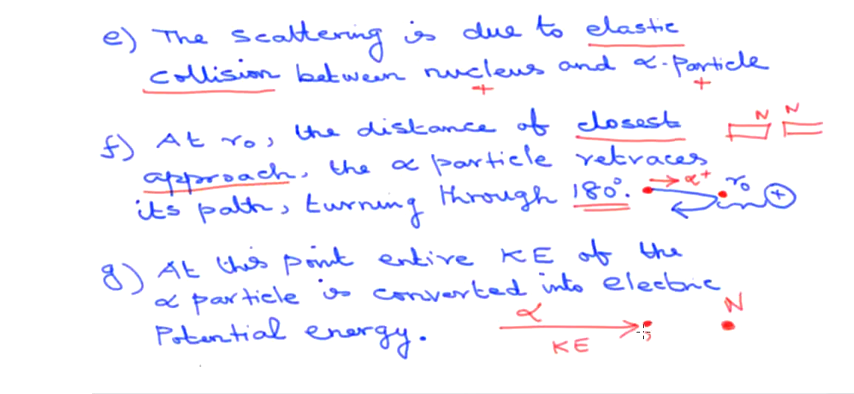 e) The scattering is due to elastic
collision between nucleus and α-particle
+ +
f) At r₀, the distance of closest
N N
approach, the α particle retraces
its path, turning through 180°.
α⁺ r₀ +
g) At this point entire KE of the
α particle is converted into electric
Potential energy.
α N
KE